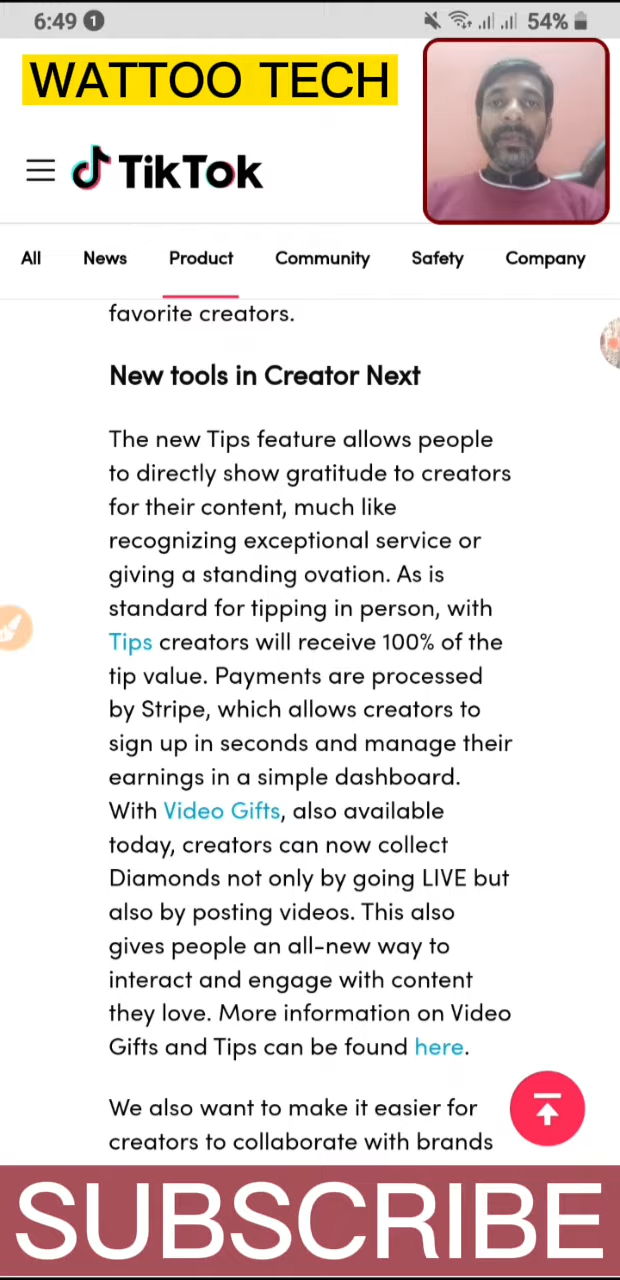 6:49 1 54%
WATTOO TECH
TikTok
All News Product Community Safety Company
favorite creators.
New tools in Creator Next
The new Tips feature allows people
to directly show gratitude to creators
for their content, much like
recognizing exceptional service or
giving a standing ovation. As is
standard for tipping in person, with
Tips creators will receive 100% of the
tip value. Payments are processed
by Stripe, which allows creators to
sign up in seconds and manage their
earnings in a simple dashboard.
With Video Gifts, also available
today, creators can now collect
Diamonds not only by going LIVE but
also by posting videos. This also
gives people an all-new way to
interact and engage with content
they love. More information on Video
Gifts and Tips can be found here.
We also want to make it easier for
creators to collaborate with brands
SUBSCRIBE